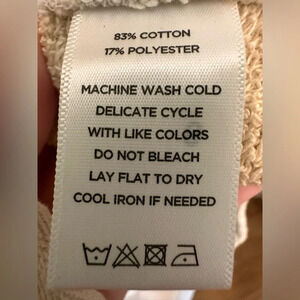 83% COTTON
17% POLYESTER
MACHINE WASH COLD
DELICATE CYCLE
WITH LIKE COLORS
DO NOT BLEACH
LAY FLAT TO DRY
COOL IRON IF NEEDED